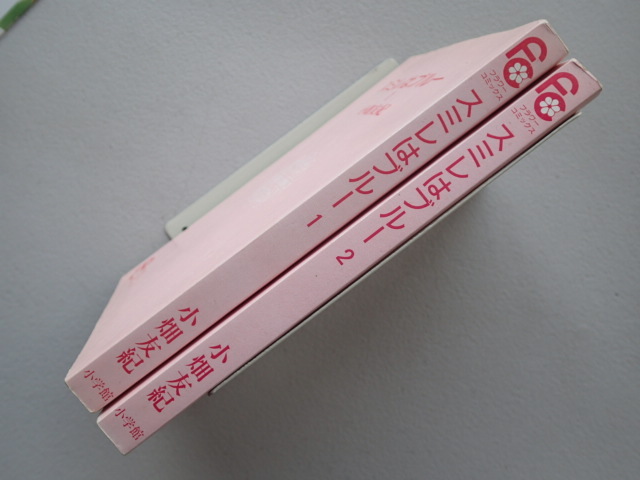 FC
フラワー
コミックス
スミレはブルー
1
小畑友紀
小学館
FC
フラワー
コミックス
スミレはブルー
2
小畑友紀
小学館